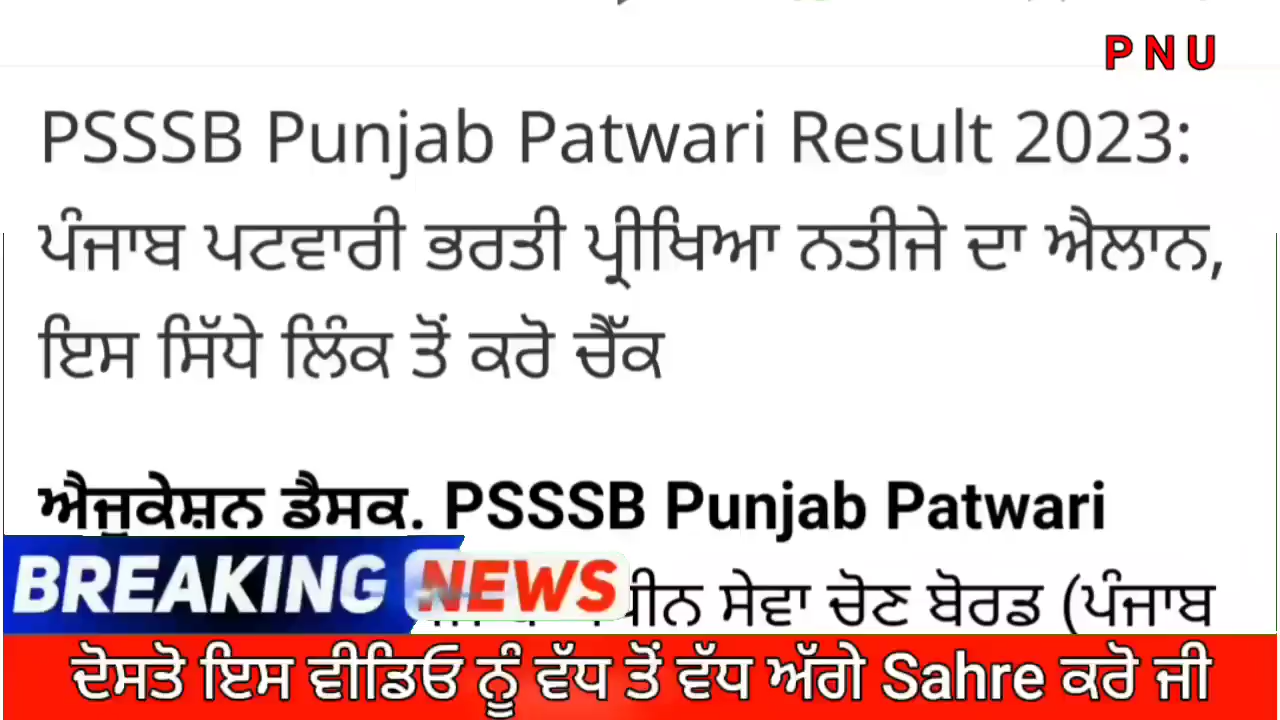 PNU
PSSSB Punjab Patwari Result 2023:
ਪੰਜਾਬ ਪਟਵਾਰੀ ਭਰਤੀ ਪ੍ਰੀਖਿਆ ਨਤੀਜੇ ਦਾ ਐਲਾਨ,
ਇਸ ਸਿੱਧੇ ਲਿੰਕ ਤੋਂ ਕਰੋ ਚੈੱਕ
ਐਜੂਕੇਸ਼ਨ ਡੈਸਕ. PSSSB Punjab Patwari
BREAKING NEWS
ਸੇਵਾ ਚੋਣ ਬੋਰਡ (ਪੰਜਾਬ
ਦੋਸਤੋ ਇਸ ਵੀਡਿਓ ਨੂੰ ਵੱਧ ਤੋਂ ਵੱਧ ਅੱਗੇ Sahre ਕਰੋ ਜੀ